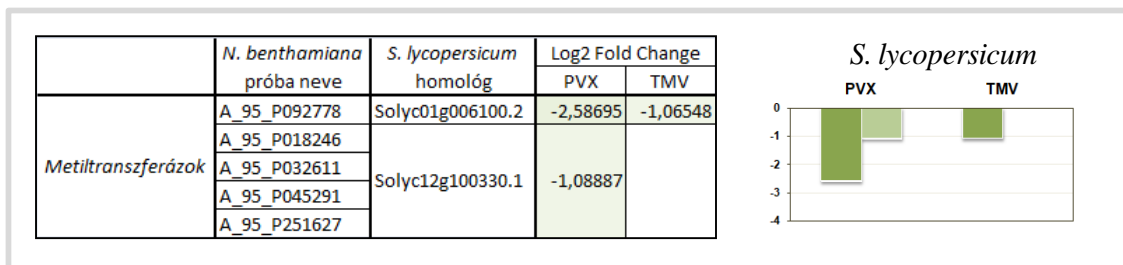 N. benthamiana próba neve
S. lycopersicum homológ
Log2 Fold Change
PVX
TMV
Metiltranszferázok
A_95_P092778
Solyc01g006100.2
-2,58695
-1,06548
A_95_P018246
A_95_P032611
A_95_P045291
A_95_P251627
Solyc12g100330.1
-1,08887
S. lycopersicum
PVX
TMV
0
-1
-2
-3
-4